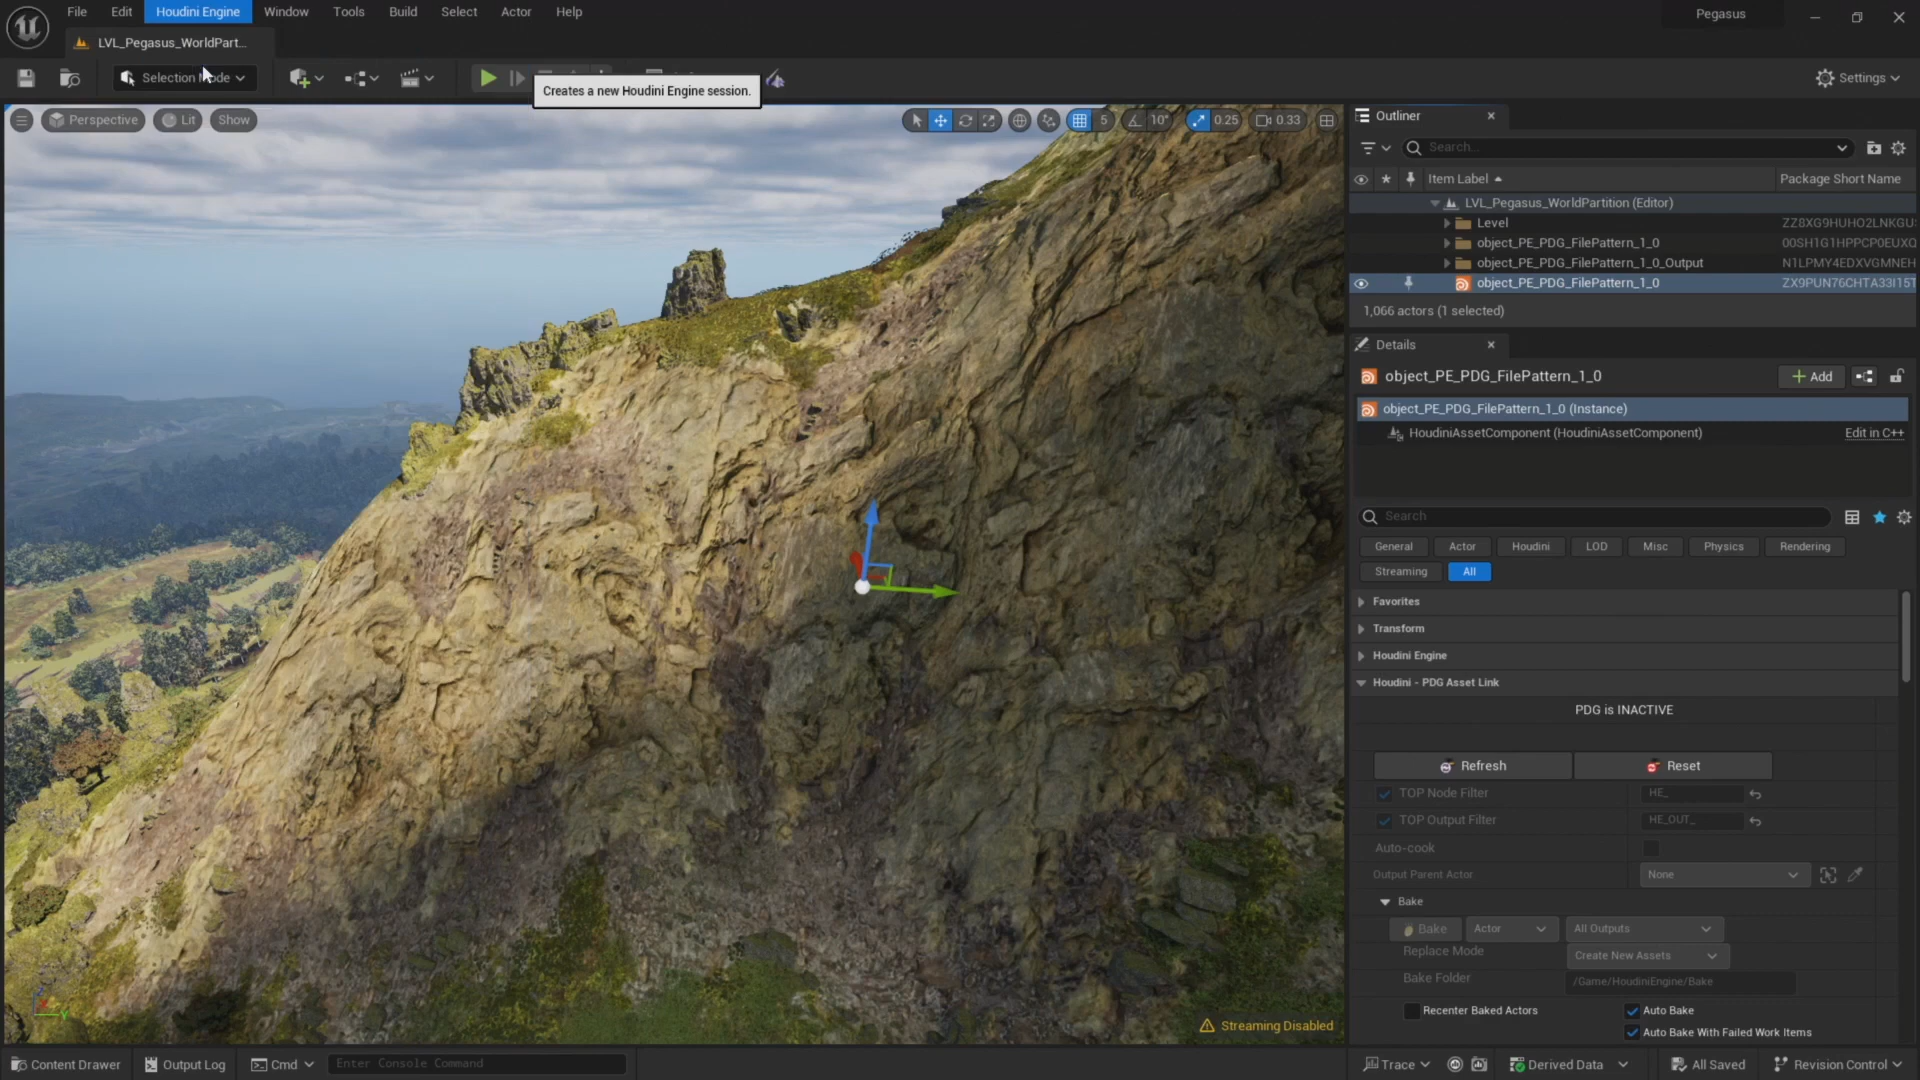 File Edit Houdini Engine Window Tools Build Select Actor Help
Pegasus
LVL_Pegasus_WorldPart...
Selection Mode
Settings
Creates a new Houdini Engine session.
Perspective Lit Show
5 10° 0.25 0.33
Streaming Disabled
Outliner
Search...
Item Label Package Short Name
LVL_Pegasus_WorldPartition (Editor)
Level ZZ8XG9HUHO2LNKGU
object_PE_PDG_FilePattern_1_0 00SH1G1HPPCP0EUXQ
object_PE_PDG_FilePattern_1_0_Output N1LPMY4EDXVGMNEH
object_PE_PDG_FilePattern_1_0 ZX9PUN76CHTA33I15T
1,066 actors (1 selected)
Details
object_PE_PDG_FilePattern_1_0
Add
object_PE_PDG_FilePattern_1_0 (Instance)
HoudiniAssetComponent (HoudiniAssetComponent) Edit in C++
Search
General Actor Houdini LOD Misc Physics Rendering
Streaming All
Favorites
Transform
Houdini Engine
Houdini - PDG Asset Link
PDG is INACTIVE
Refresh Reset
TOP Node Filter HE_
TOP Output Filter HE_OUT_
Auto-cook
Output Parent Actor None
Bake
Bake Actor All Outputs
Replace Mode Create New Assets
Bake Folder /Game/HoudiniEngine/Bake
Recenter Baked Actors Auto Bake
Auto Bake With Failed Work Items
Content Drawer Output Log Cmd Enter Console Command
Trace Derived Data All Saved Revision Control